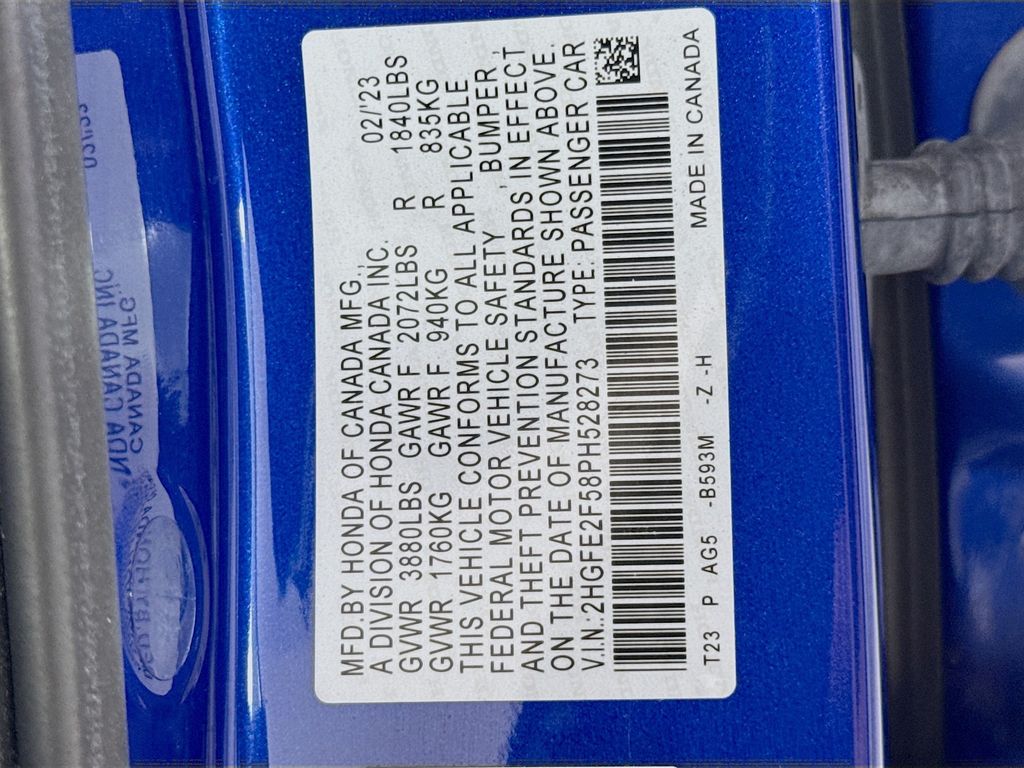 MFD.BY HONDA OF CANADA MFG., 02/'23
A DIVISION OF HONDA CANADA INC.
GVWR 3880LBS GAWR F 2072LBS R 1840LBS
GVWR 1760KG GAWR F 940KG R 835KG
THIS VEHICLE CONFORMS TO ALL APPLICABLE
FEDERAL MOTOR VEHICLE SAFETY , BUMPER ,
AND THEFT PREVENTION STANDARDS IN EFFECT
ON THE DATE OF MANUFACTURE SHOWN ABOVE.
V.I.N.:2HGFE2F58PH528273 TYPE: PASSENGER CAR
T23 P AG5 -B593M -Z -H MADE IN CANADA